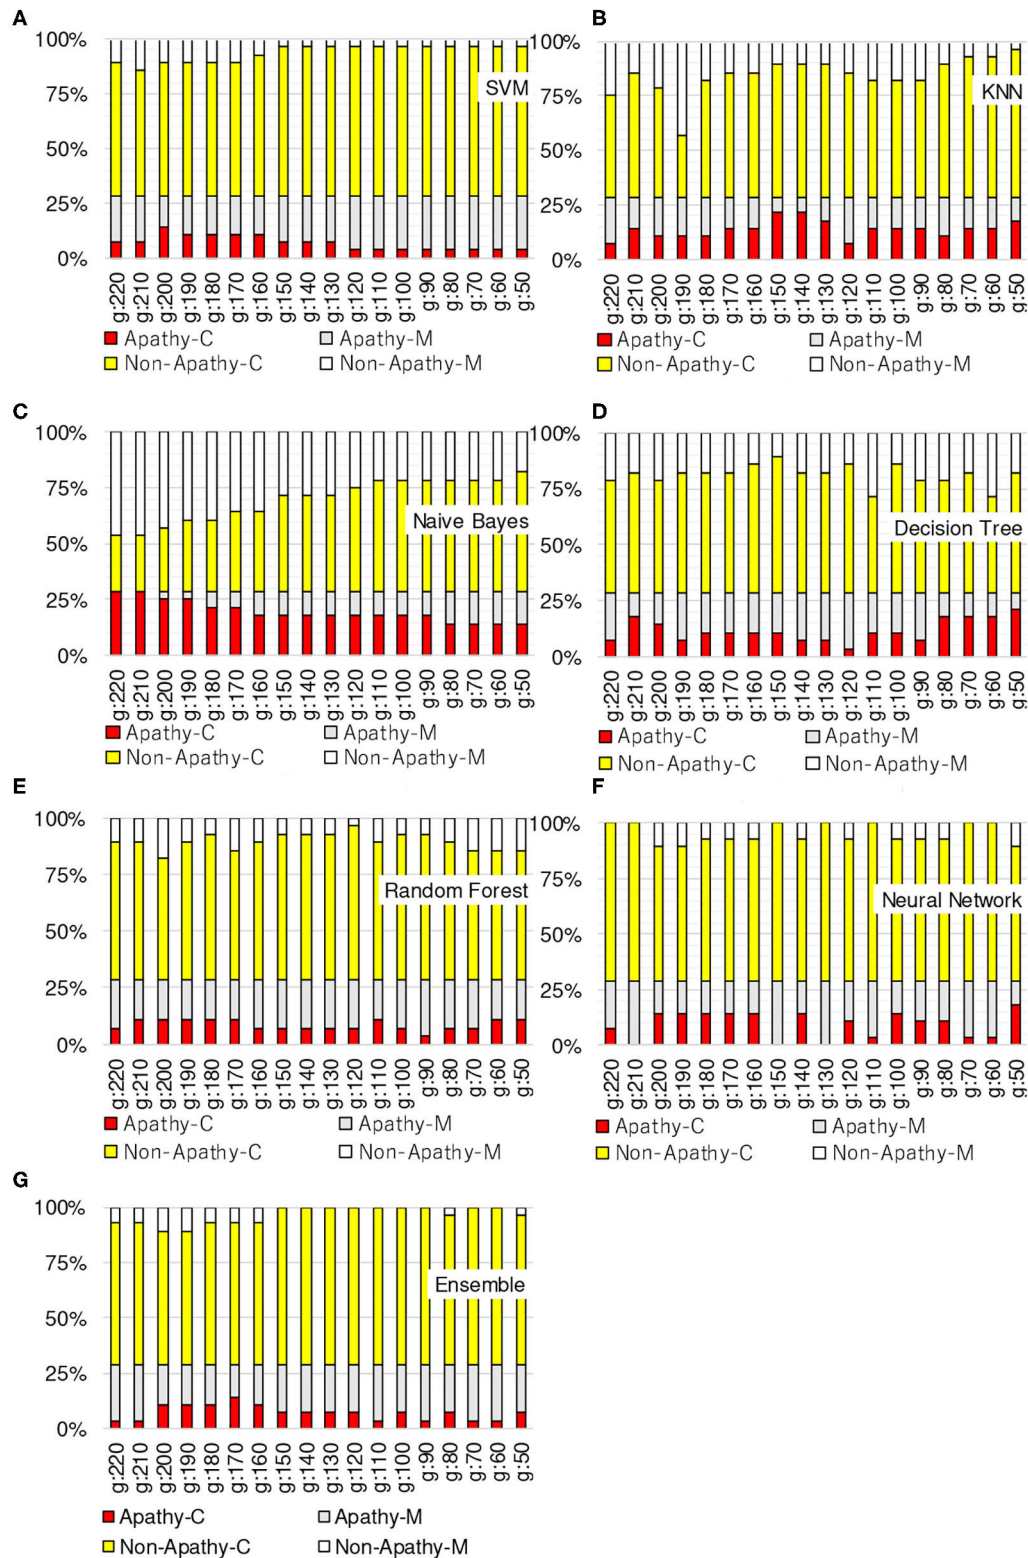 A
100%
75%
50%
25%
0%
SVM
g:220 g:210 g:200 g:190 g:180 g:170 g:160 g:150 g:140 g:130 g:120 g:110 g:100 g:90 g:80 g:70 g:60 g:50
Apathy-C Apathy-M
Non-Apathy-C Non-Apathy-M
B
100%
75%
50%
25%
0%
KNN
g:220 g:210 g:200 g:190 g:180 g:170 g:160 g:150 g:140 g:130 g:120 g:110 g:100 g:90 g:80 g:70 g:60 g:50
Apathy-C Apathy-M
Non-Apathy-C Non-Apathy-M
C
100%
75%
50%
25%
0%
Naive Bayes
g:220 g:210 g:200 g:190 g:180 g:170 g:160 g:150 g:140 g:130 g:120 g:110 g:100 g:90 g:80 g:70 g:60 g:50
Apathy-C Apathy-M
Non-Apathy-C Non-Apathy-M
D
100%
75%
50%
25%
0%
Decision Tree
g:220 g:210 g:200 g:190 g:180 g:170 g:160 g:150 g:140 g:130 g:120 g:110 g:100 g:90 g:80 g:70 g:60 g:50
Apathy-C Apathy-M
Non-Apathy-C Non-Apathy-M
E
100%
75%
50%
25%
0%
Random Forest
g:220 g:210 g:200 g:190 g:180 g:170 g:160 g:150 g:140 g:130 g:120 g:110 g:100 g:90 g:80 g:70 g:60 g:50
Apathy-C Apathy-M
Non-Apathy-C Non-Apathy-M
F
100%
75%
50%
25%
0%
Neural Network
g:220 g:210 g:200 g:190 g:180 g:170 g:160 g:150 g:140 g:130 g:120 g:110 g:100 g:90 g:80 g:70 g:60 g:50
Apathy-C Apathy-M
Non-Apathy-C Non-Apathy-M
G
100%
75%
50%
25%
0%
Ensemble
g:220 g:210 g:200 g:190 g:180 g:170 g:160 g:150 g:140 g:130 g:120 g:110 g:100 g:90 g:80 g:70 g:60 g:50
Apathy-C Apathy-M
Non-Apathy-C Non-Apathy-M